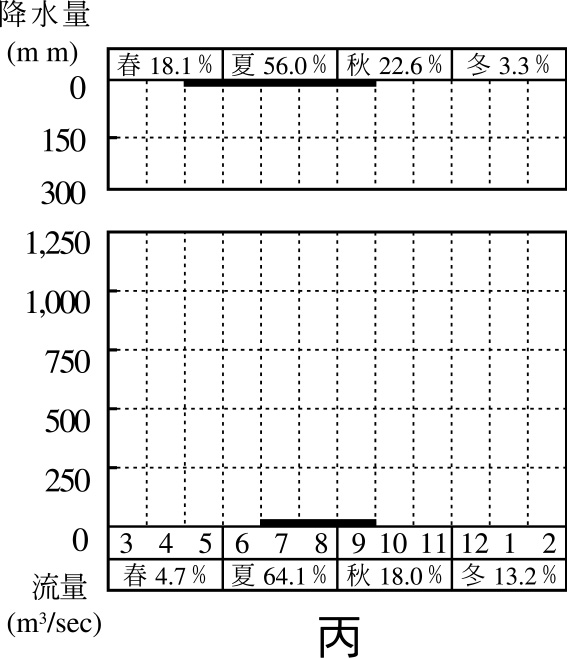 降水量
(m m)
春 18.1% 夏 56.0% 秋 22.6% 冬 3.3%
0
150
300
1,250
1,000
750
500
250
0
3 4 5 6 7 8 9 10 11 12 1 2
春 4.7% 夏 64.1% 秋 18.0% 冬 13.2%
流量
(m³/sec)
丙